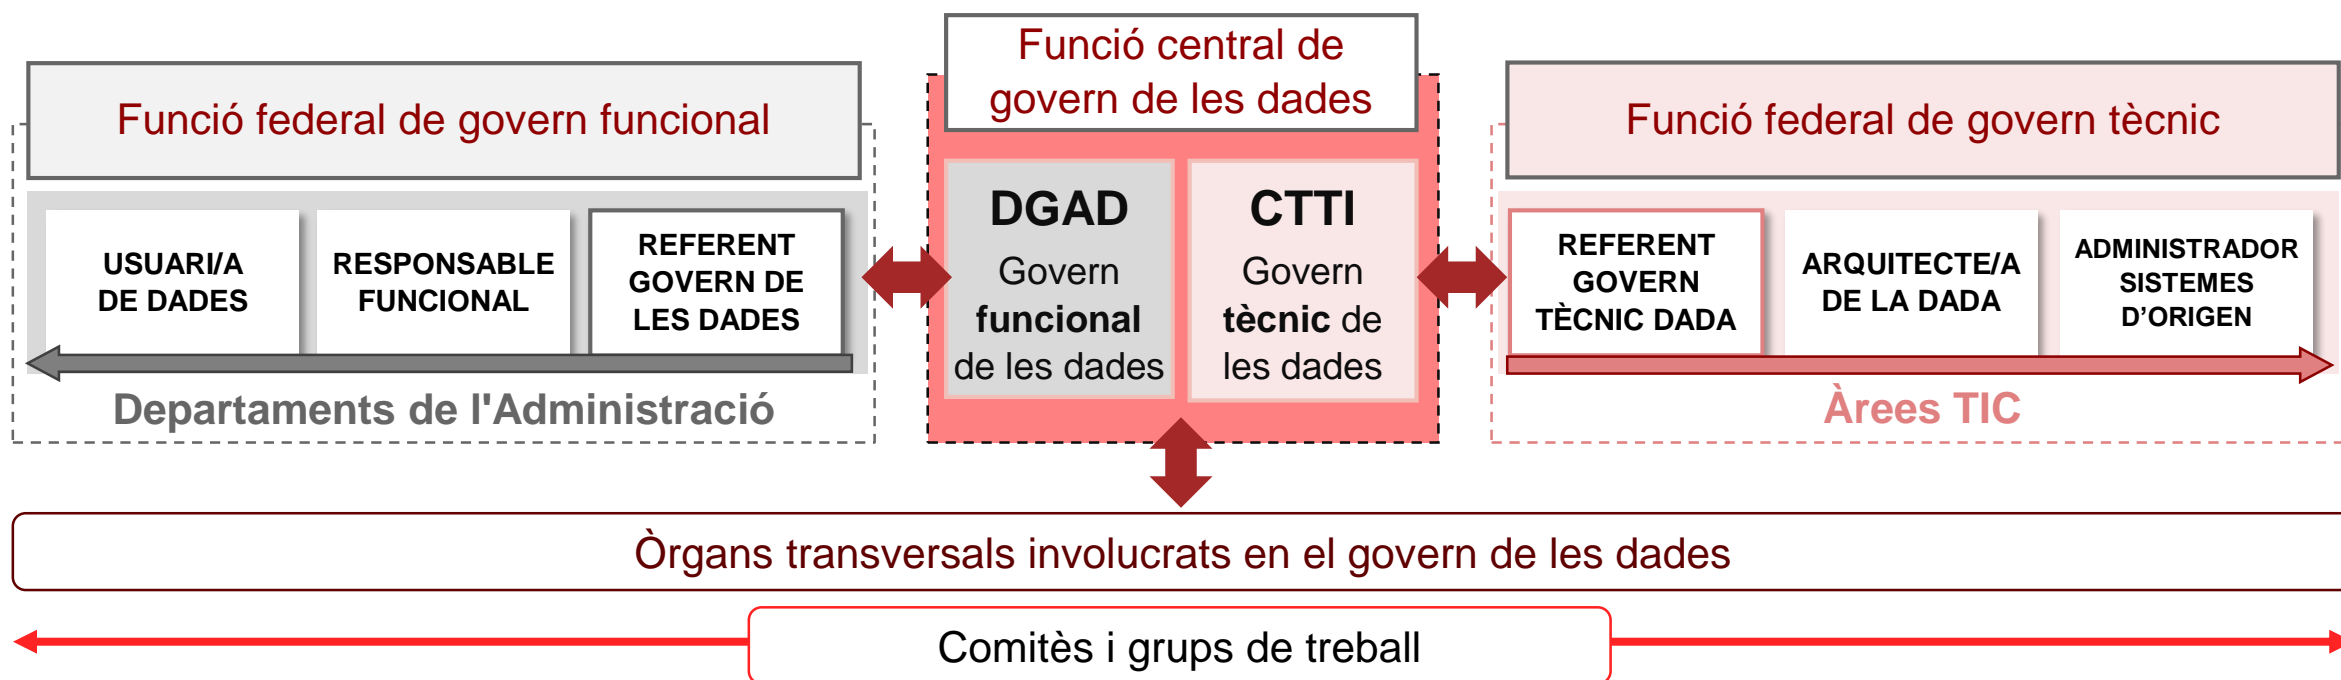 Funció federal de govern funcional
USUARI/A
DE DADES
RESPONSABLE
FUNCIONAL
REFERENT
GOVERN DE
LES DADES
Departaments de l'Administració
Funció central de
govern de les dades
DGAD
Govern
funcional
de les dades
CTTI
Govern
tècnic de
les dades
Funció federal de govern tècnic
REFERENT
GOVERN
TÈCNIC DADA
ARQUITECTE/A
DE LA DADA
ADMINISTRADOR
SISTEMES
D’ORIGEN
Àrees TIC
Òrgans transversals involucrats en el govern de les dades
Comitès i grups de treball